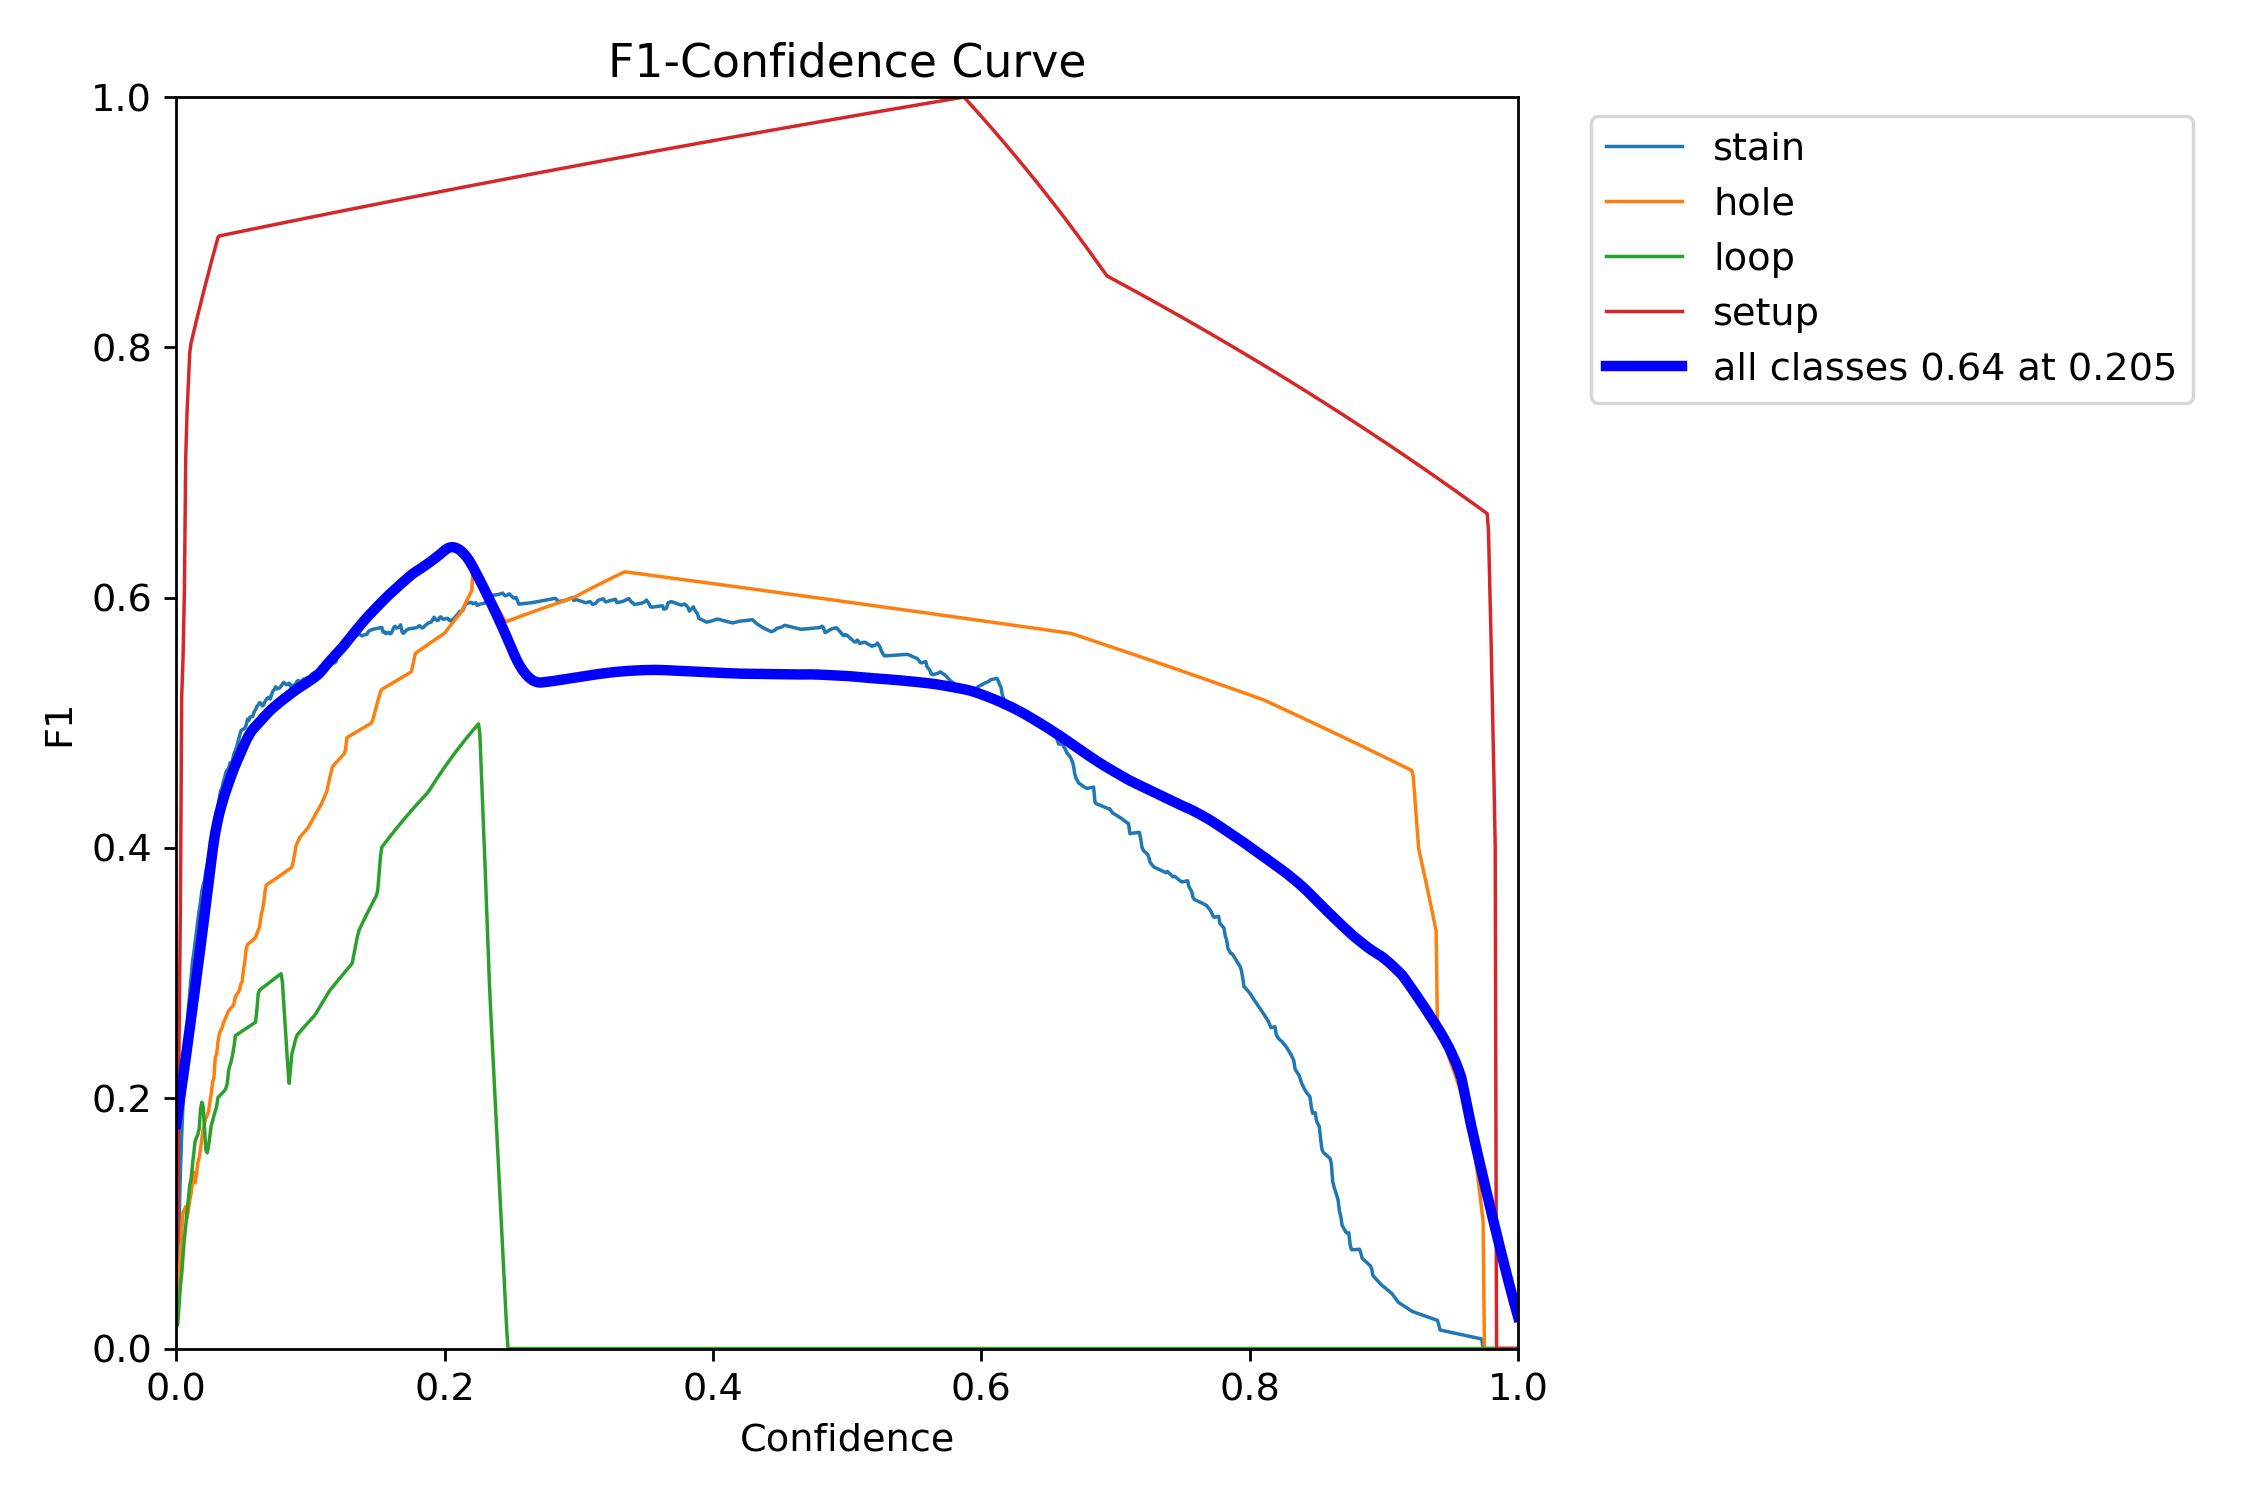 F1-Confidence Curve
1.0
0.8
0.6
0.4
0.2
0.0
F1
0.0 0.2 0.4 0.6 0.8 1.0
Confidence
stain
hole
loop
setup
all classes 0.64 at 0.205